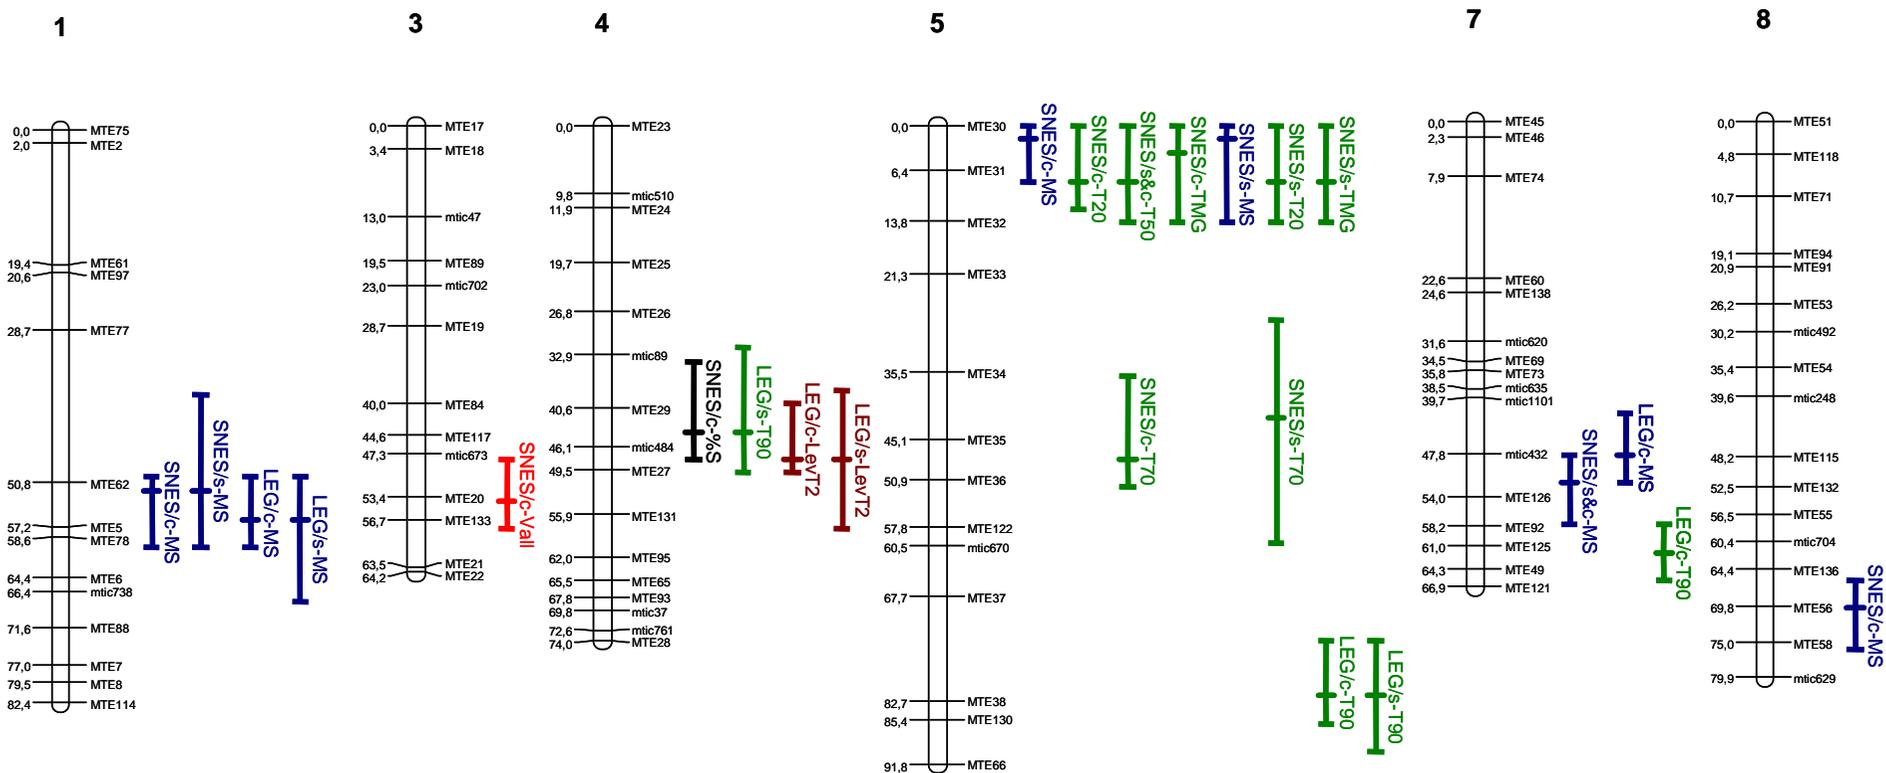 1
0,0 MTE75
2,0 MTE2
19,4 MTE61
20,6 MTE97
28,7 MTE77
50,8 MTE62
57,2 MTE5
58,6 MTE78
64,4 MTE6
66,4 mtic738
71,6 MTE88
77,0 MTE7
79,5 MTE8
82,4 MTE114
SNES/c-MS
SNES/s-MS
LEG/c-MS
LEG/s-MS
3
0,0 MTE17
3,4 MTE18
13,0 mtic47
19,5 MTE89
23,0 mtic702
28,7 MTE19
40,0 MTE84
44,6 MTE117
47,3 mtic673
53,4 MTE20
56,7 MTE133
63,5 MTE21
64,2 MTE22
SNES/c-Vall
4
0,0 MTE23
9,8 mtic510
11,9 MTE24
19,7 MTE25
26,8 MTE26
32,9 mtic89
40,6 MTE29
46,1 mtic484
49,5 MTE27
55,9 MTE131
62,0 MTE95
65,5 MTE65
67,8 MTE93
69,8 mtic37
72,6 mtic761
74,0 MTE28
SNES/c-%S
LEG/s-T90
LEG/c-LevT2
LEG/s-LevT2
5
0,0 MTE30
6,4 MTE31
13,8 MTE32
21,3 MTE33
35,5 MTE34
45,1 MTE35
50,9 MTE36
57,8 MTE122
60,5 mtic670
67,7 MTE37
82,7 MTE38
85,4 MTE130
91,8 MTE66
SNES/c-MS
SNES/c-T20
SNES/s&c-T50
SNES/c-TMG
SNES/s-MS
SNES/s-T20
SNES/s-TMG
SNES/c-T70
SNES/s-T70
LEG/c-T90
LEG/s-T90
7
0,0 MTE45
2,3 MTE46
7,9 MTE74
22,6 MTE60
24,6 MTE138
31,6 mtic620
34,5 MTE69
35,8 MTE73
38,5 mtic635
39,7 mtic1101
47,8 mtic432
54,0 MTE126
58,2 MTE92
61,0 MTE125
64,3 MTE49
66,9 MTE121
SNES/s&c-MS
LEG/c-MS
LEG/c-T90
8
0,0 MTE51
4,8 MTE118
10,7 MTE71
19,1 MTE94
20,9 MTE91
26,2 MTE53
30,2 mtic492
35,4 MTE54
39,6 mtic248
48,2 MTE115
52,5 MTE132
56,5 MTE55
60,4 mtic704
64,4 MTE136
69,8 MTE56
75,0 MTE58
79,9 mtic629
SNES/c-MS